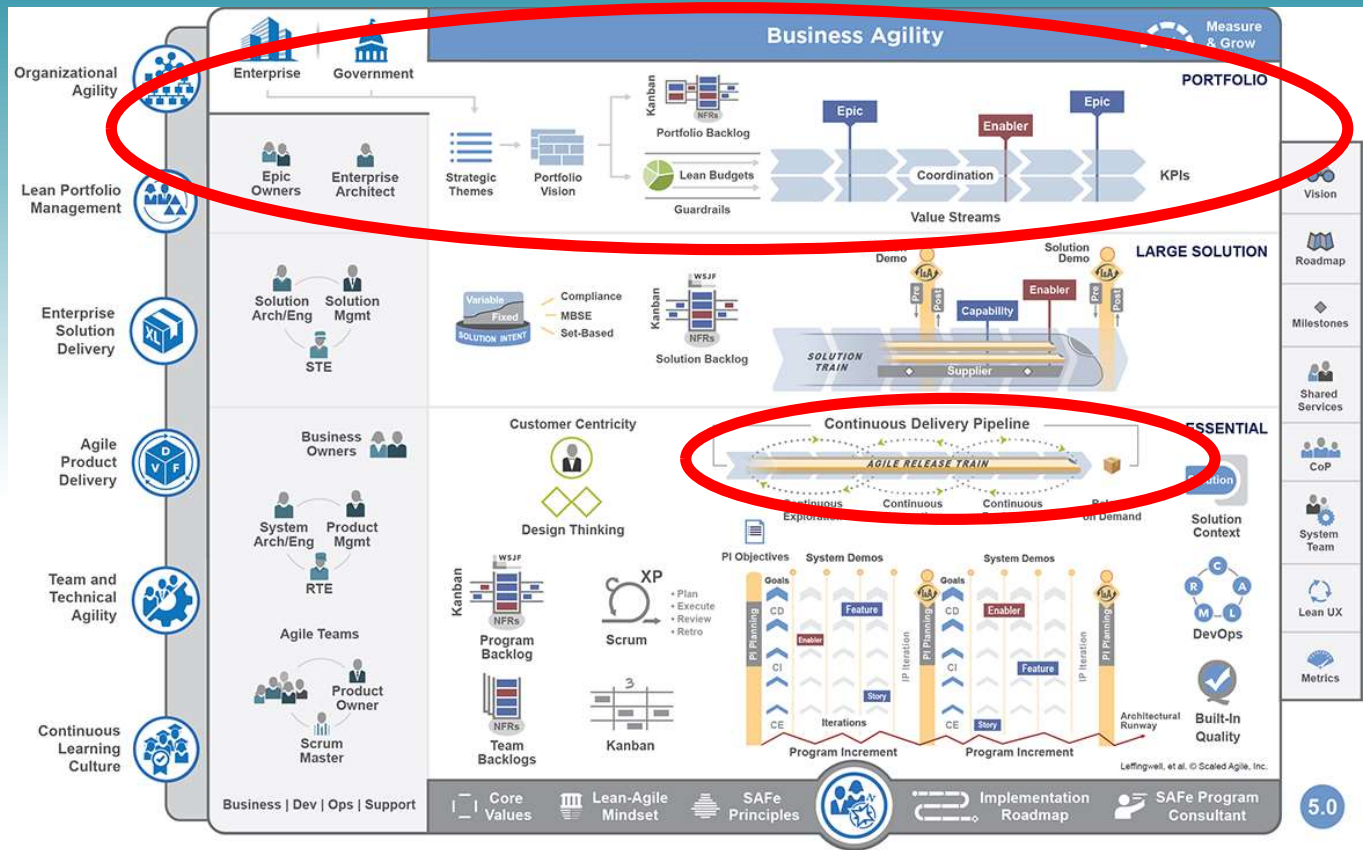 Organizational
Agility
Lean Portfolio
Management
Enterprise
Solution
Delivery
XL
Agile
Product
Delivery
D
V F
Team and
Technical
Agility
Continuous
Learning
Culture
Enterprise
Government
Business Agility
Measure
& Grow
PORTFOLIO
Epic
Owners
Enterprise
Architect
Strategic
Themes
Portfolio
Vision
Kanban
NFRs
Portfolio Backlog
Lean Budgets
Guardrails
Epic
Enabler
Epic
Coordination
KPIs
Value Streams
LARGE SOLUTION
Solution
Arch/Eng
Solution
Mgmt
STE
Variable
Fixed
SOLUTION INTENT
Compliance
MBSE
Set-Based
Kanban
WSJF
NFRs
Solution Backlog
Demo
I&A
Pre
Post
Solution
Demo
I&A
Pre
Post
Capability
Enabler
SOLUTION
TRAIN
Supplier
ESSENTIAL
Business
Owners
System
Arch/Eng
Product
Mgmt
RTE
Agile Teams
Product
Owner
Scrum
Master
Business | Dev | Ops | Support
Customer Centricity
Design Thinking
Continuous Delivery Pipeline
AGILE RELEASE TRAIN
Continuous
Continuous
Continuous
on Demand
Solution
Context
Kanban
WSJF
NFRs
Program
Backlog
XP
• Plan
• Execute
• Review
• Retro
Scrum
NFRs
Team
Backlogs
3
Kanban
PI Objectives
System Demos
System Demos
PI Planning
Goals
CD
CI
CE
Enabler
Feature
Story
Iterations
IP Iteration
I&A
PI Planning
Goals
CD
CI
CE
Enabler
Feature
Story
IP Iteration
I&A
PI Planning
Program Increment
Program Increment
Architectural
Runway
C
R A
M L
DevOps
Built-In
Quality
Leffingwell, et al. © Scaled Agile, Inc.
Vision
Roadmap
Milestones
Shared
Services
CoP
System
Team
Lean UX
Metrics
Core
Values
Lean-Agile
Mindset
SAFe
Principles
Implementation
Roadmap
SAFe Program
Consultant
5.0